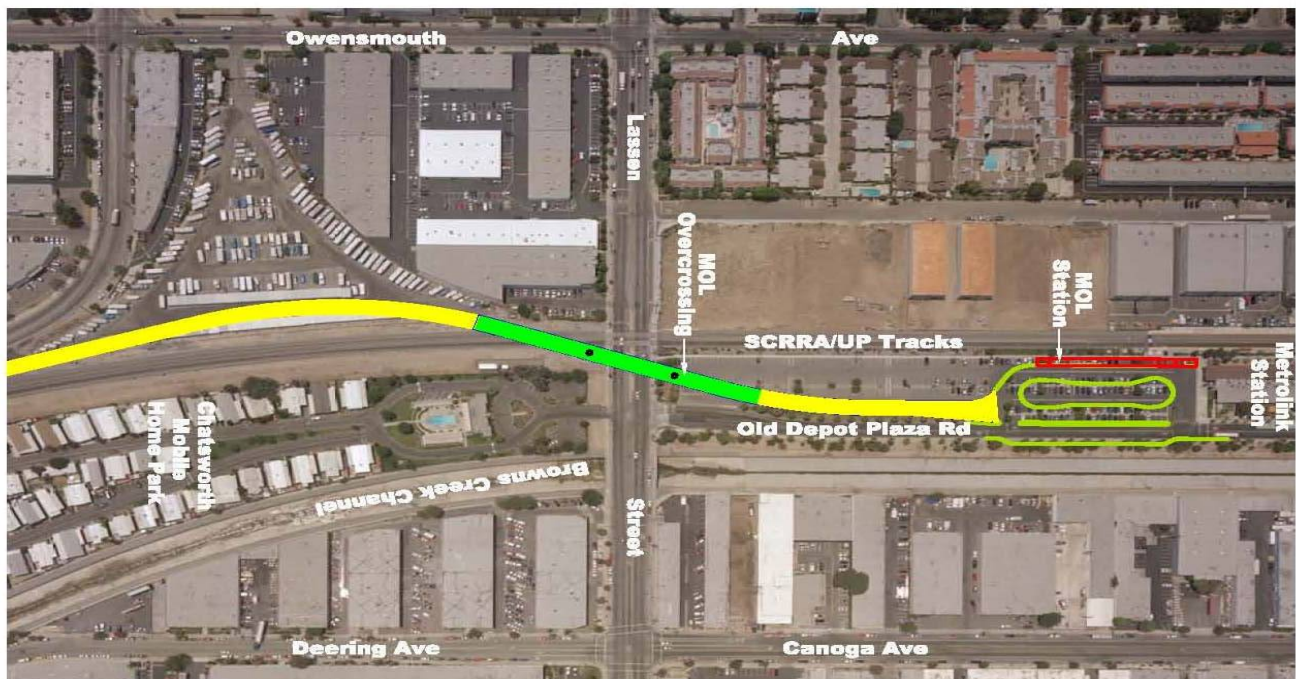 Owensmouth
Ave
Lassen
MOL
Overcrossing
MOL
Station
SCRRA/UP Tracks
Metrolink
Station
Old Depot Plaza Rd
Chatsworth
Mobile
Home Park
Browns Creek Channel
Street
Deering Ave
Canoga Ave